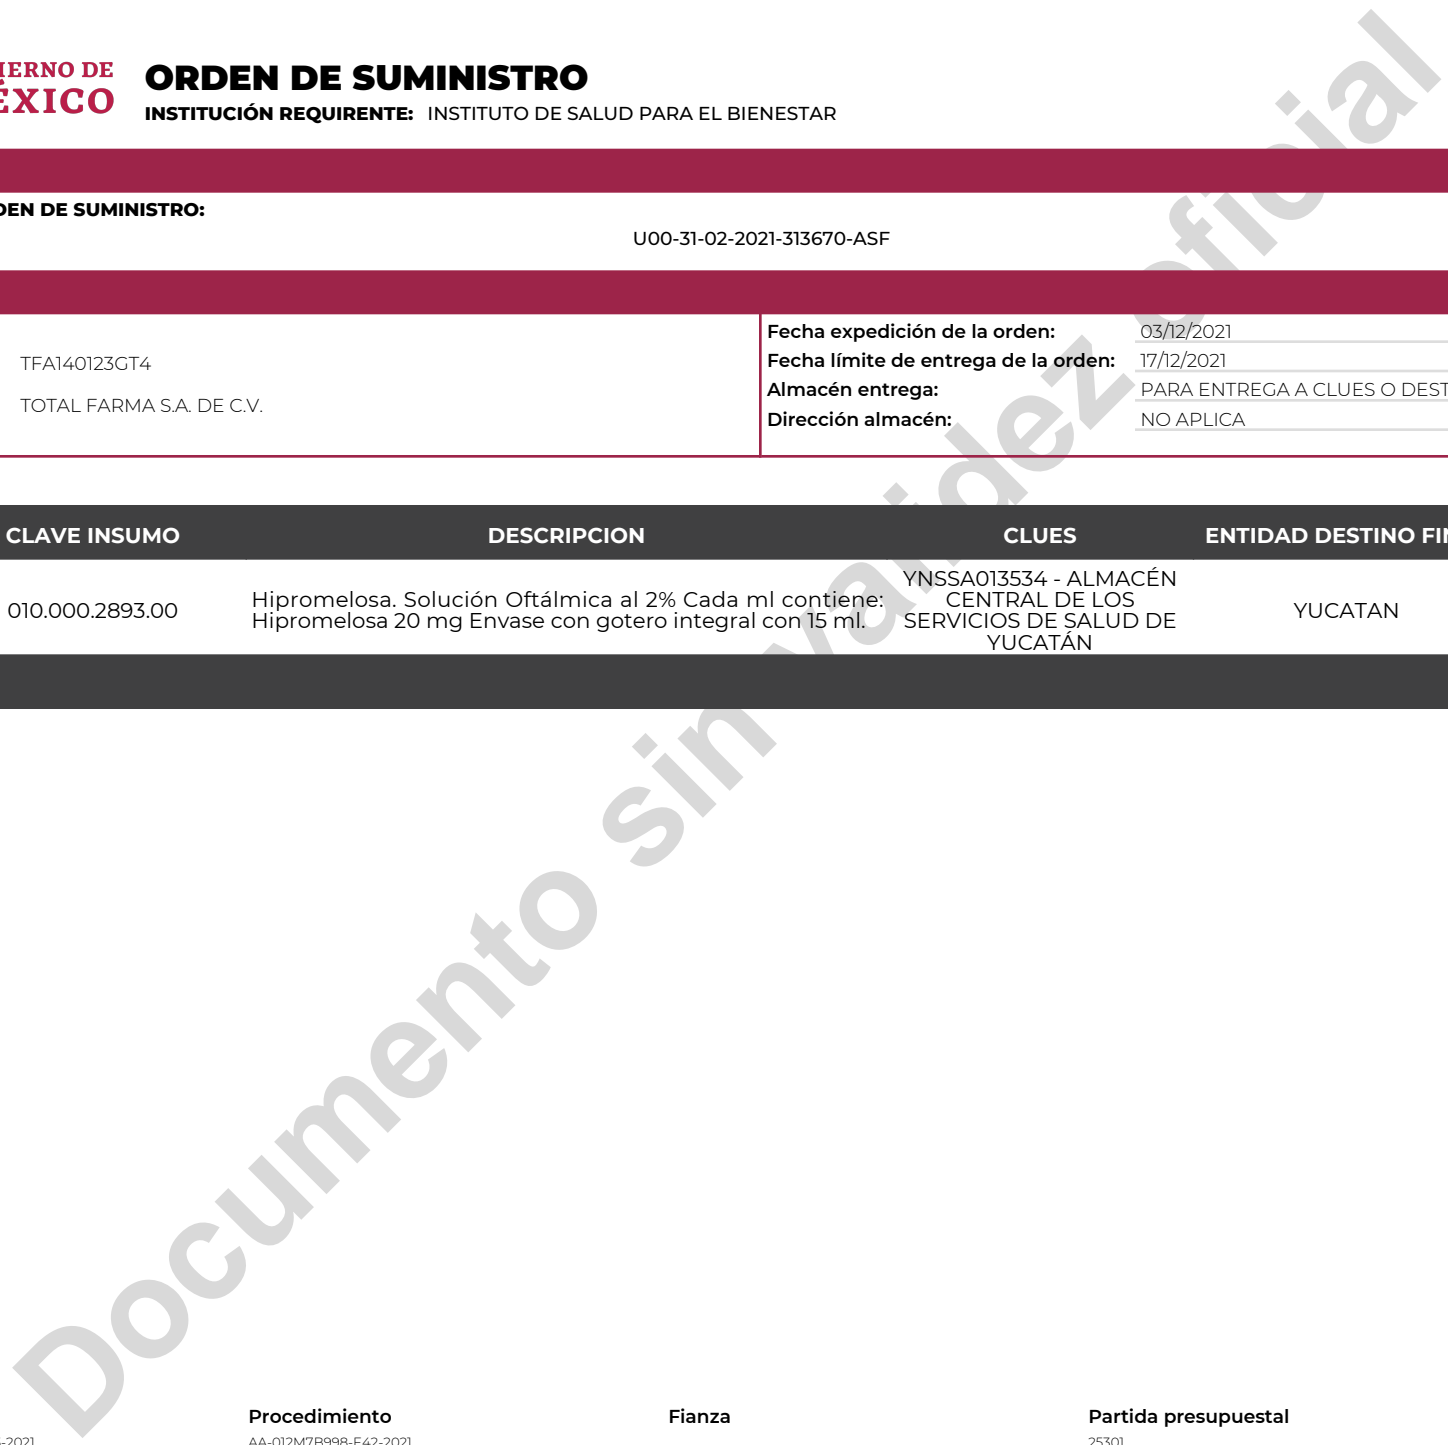 IERNO DE
ÉXICO
ORDEN DE SUMINISTRO
INSTITUCIÓN REQUIRENTE: INSTITUTO DE SALUD PARA EL BIENESTAR
DEN DE SUMINISTRO:
U00-31-02-2021-313670-ASF
TFA140123GT4
TOTAL FARMA S.A. DE C.V.
Fecha expedición de la orden: 03/12/2021
Fecha límite de entrega de la orden: 17/12/2021
Almacén entrega: PARA ENTREGA A CLUES O DEST
Dirección almacén: NO APLICA
CLAVE INSUMO DESCRIPCION CLUES ENTIDAD DESTINO FIN
010.000.2893.00
Hipromelosa. Solución Oftálmica al 2% Cada ml contiene:
Hipromelosa 20 mg Envase con gotero integral con 15 ml.
YNSSA013534 - ALMACÉN
CENTRAL DE LOS
SERVICIOS DE SALUD DE
YUCATÁN
YUCATAN
Documento sin validez oficial
Procedimiento Fianza Partida presupuestal
-2021 AA-012M7B998-E42-2021 25301